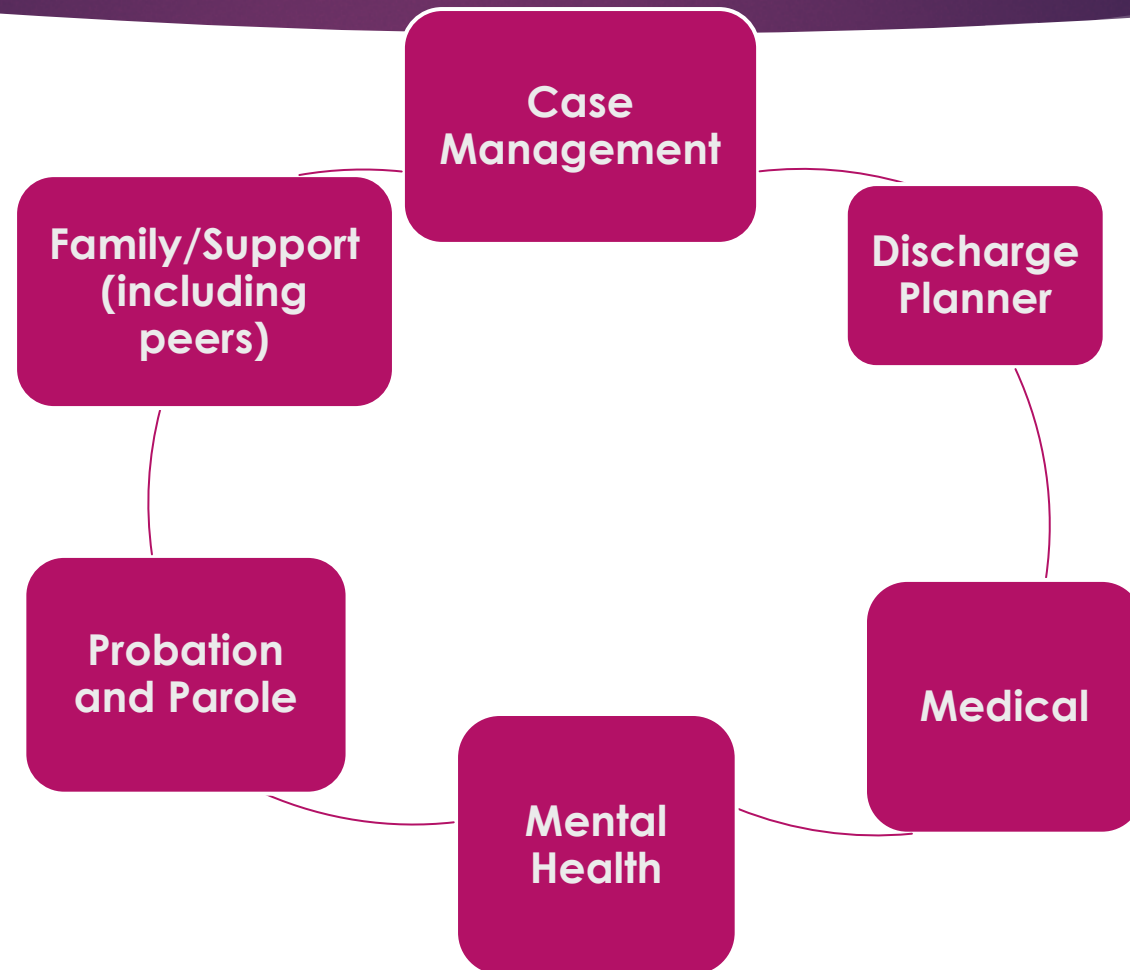 Case
Management
Discharge
Planner
Medical
Mental
Health
Probation
and Parole
Family/Support
(including
peers)